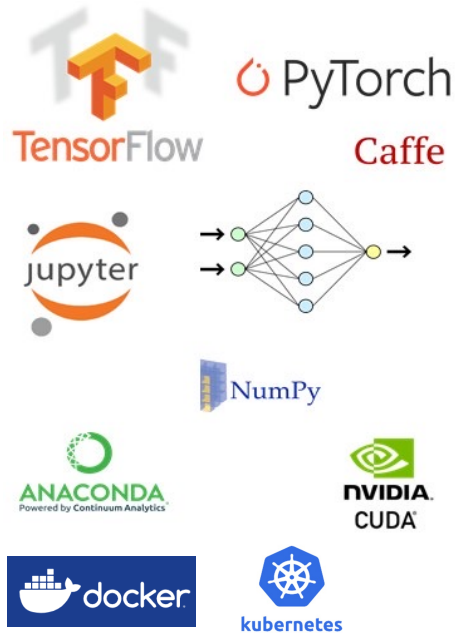 TensorFlow
PyTorch
Caffe
jupyter
NumPy
ANACONDA
Powered by Continuum Analytics
NVIDIA.
CUDA
docker
kubernetes